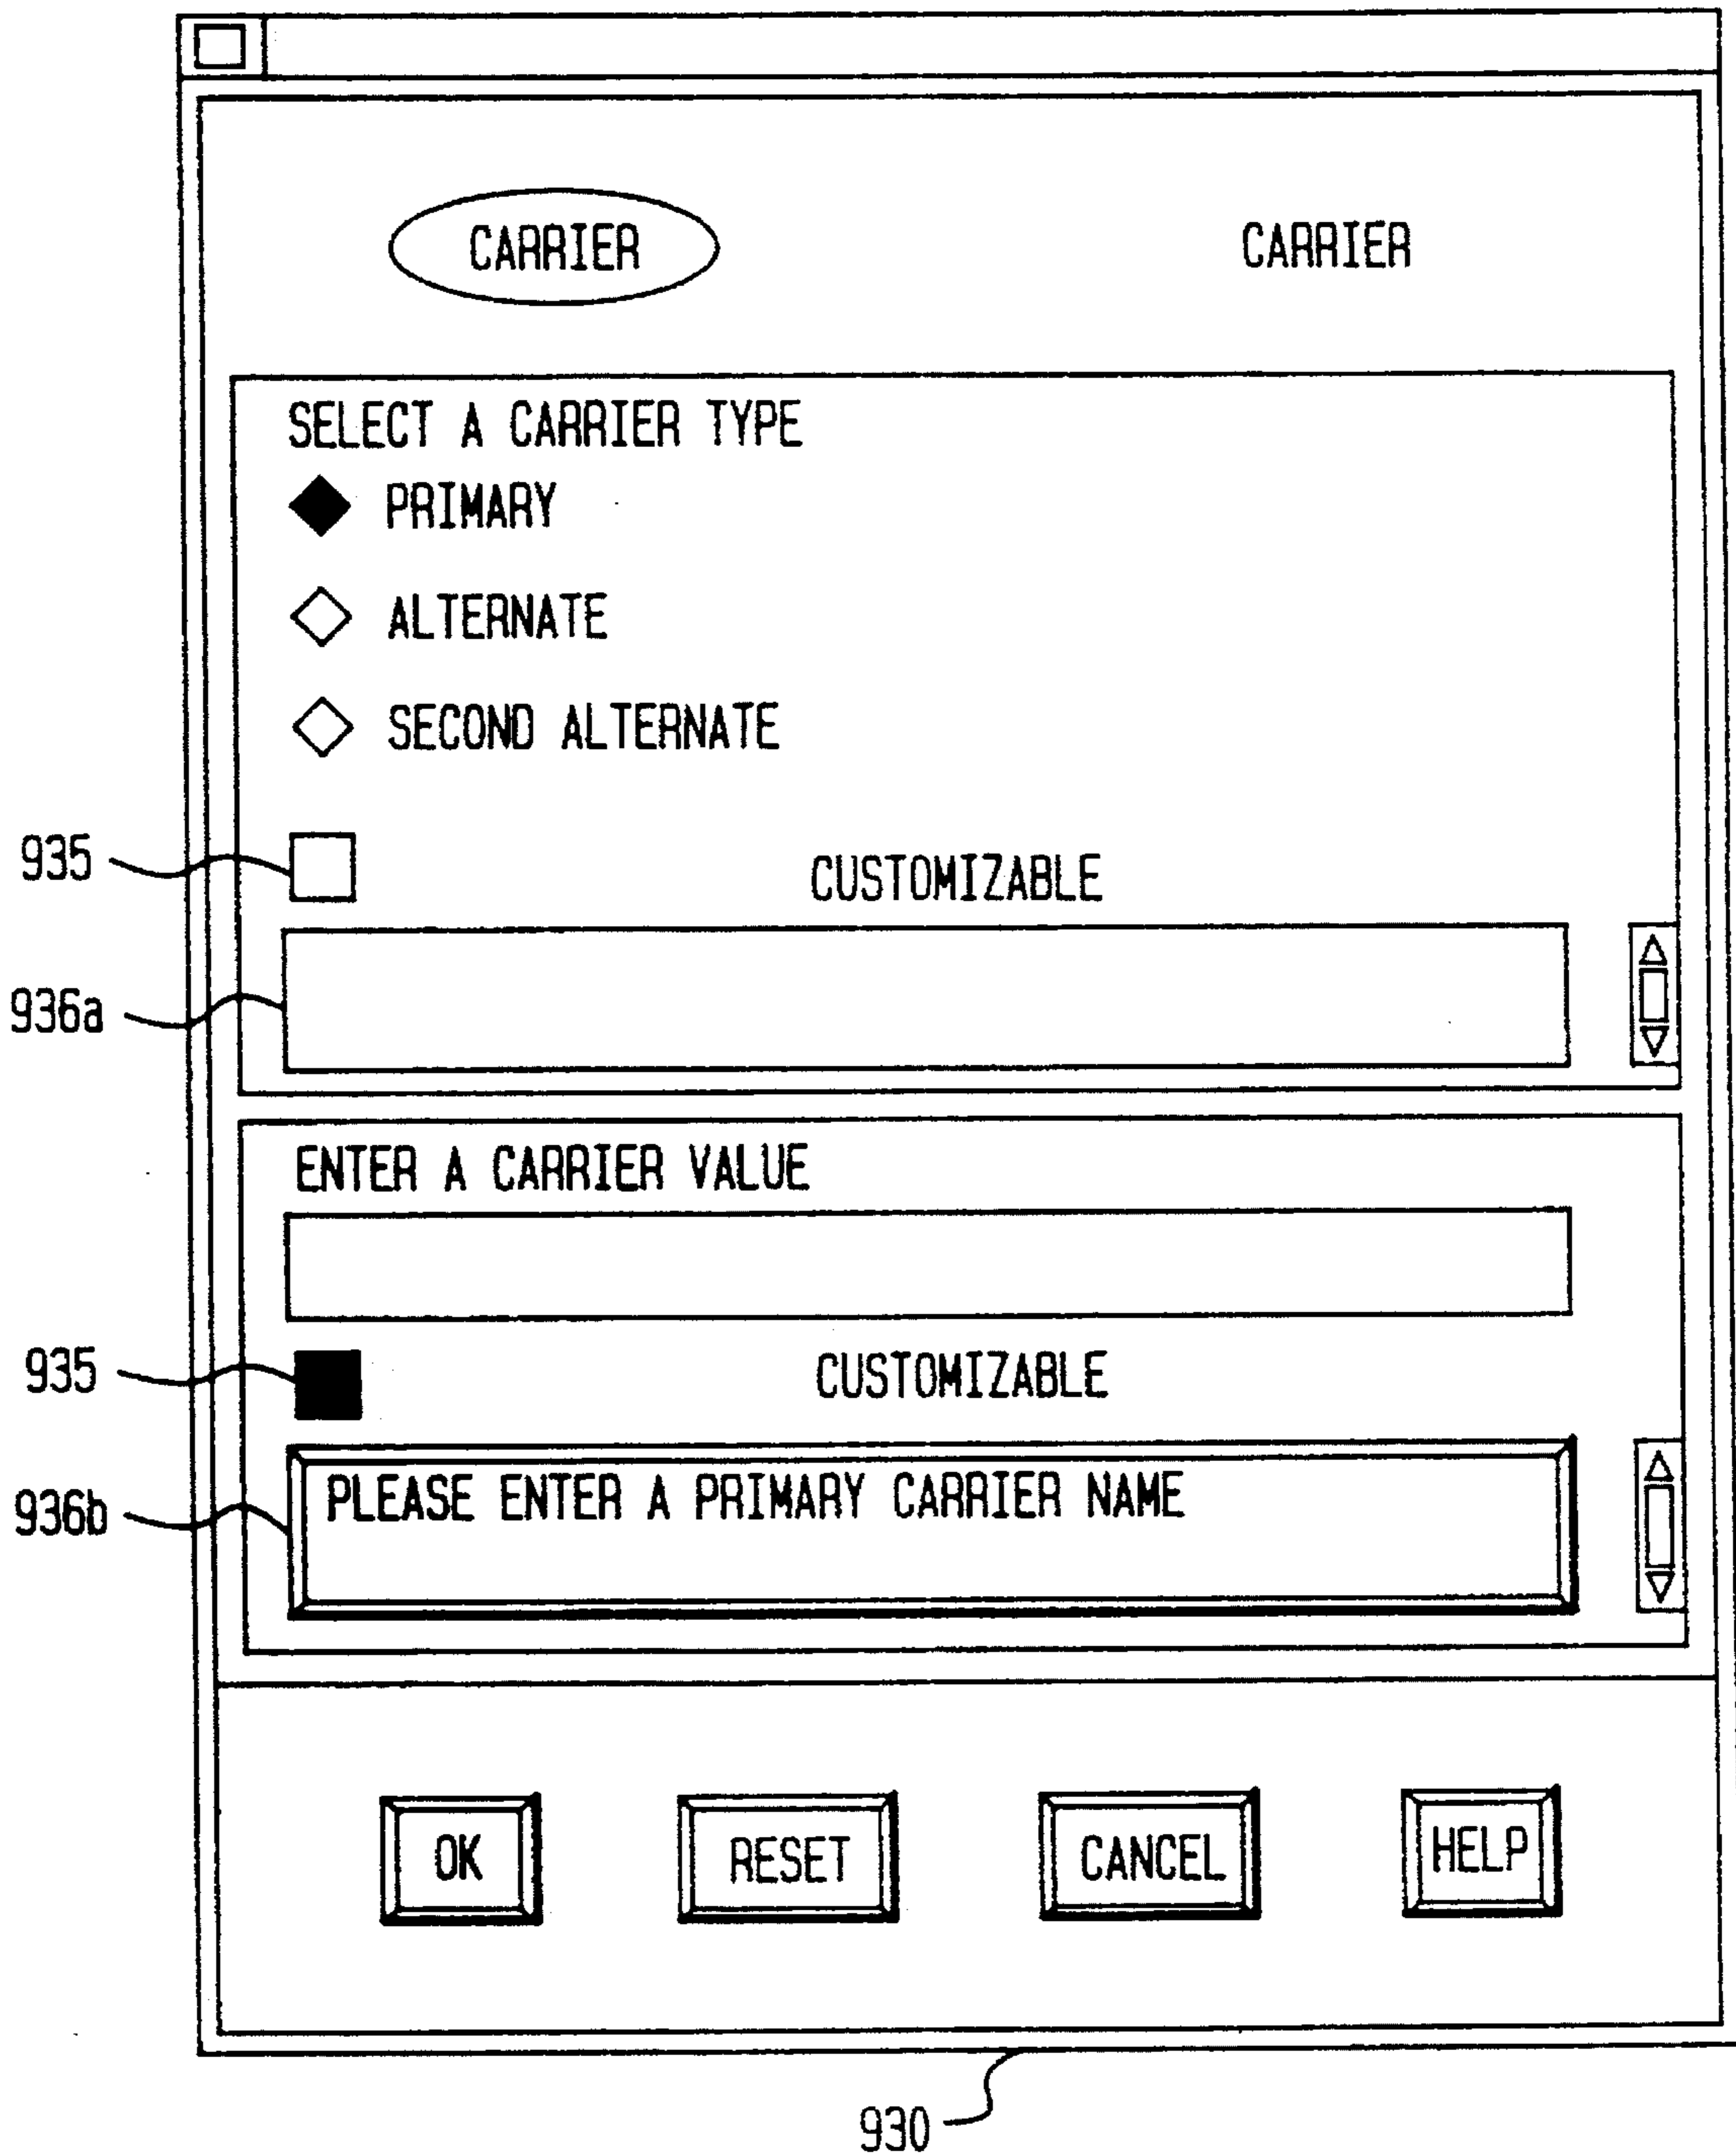 CARRIER CARRIER
SELECT A CARRIER TYPE
PRIMARY
ALTERNATE
SECOND ALTERNATE
935
CUSTOMIZABLE
936a
ENTER A CARRIER VALUE
935
CUSTOMIZABLE
936b
PLEASE ENTER A PRIMARY CARRIER NAME
OK RESET CANCEL HELP
930